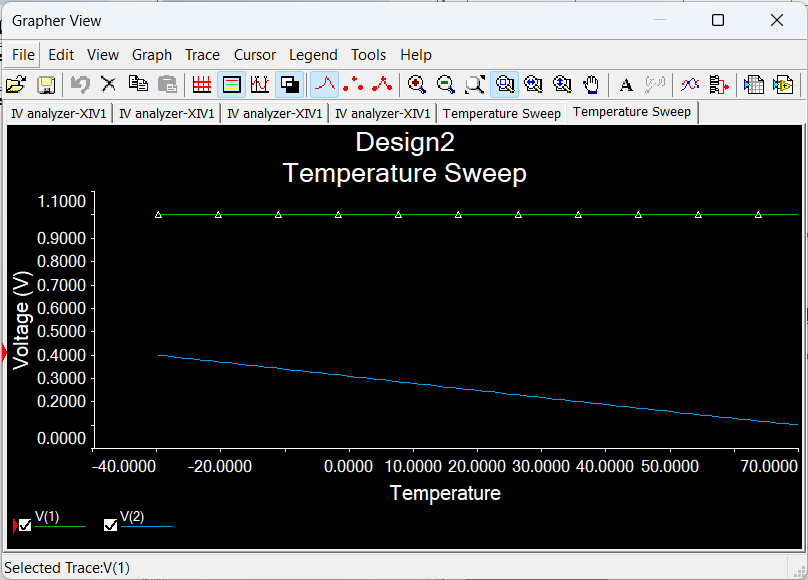 Grapher View
File Edit View Graph Trace Cursor Legend Tools Help
A
IV analyzer-XIV1 IV analyzer-XIV1 IV analyzer-XIV1 IV analyzer-XIV1 Temperature Sweep Temperature Sweep
Design2
Temperature Sweep
1.1000
0.9000
0.8000
0.7000
0.6000
0.5000
0.4000
0.3000
0.2000
0.0000
Voltage (V)
-40.0000 -20.0000 0.0000 10.0000 20.0000 30.0000 40.0000 50.0000 70.0000
Temperature
V(1) V(2)
Selected Trace:V(1)